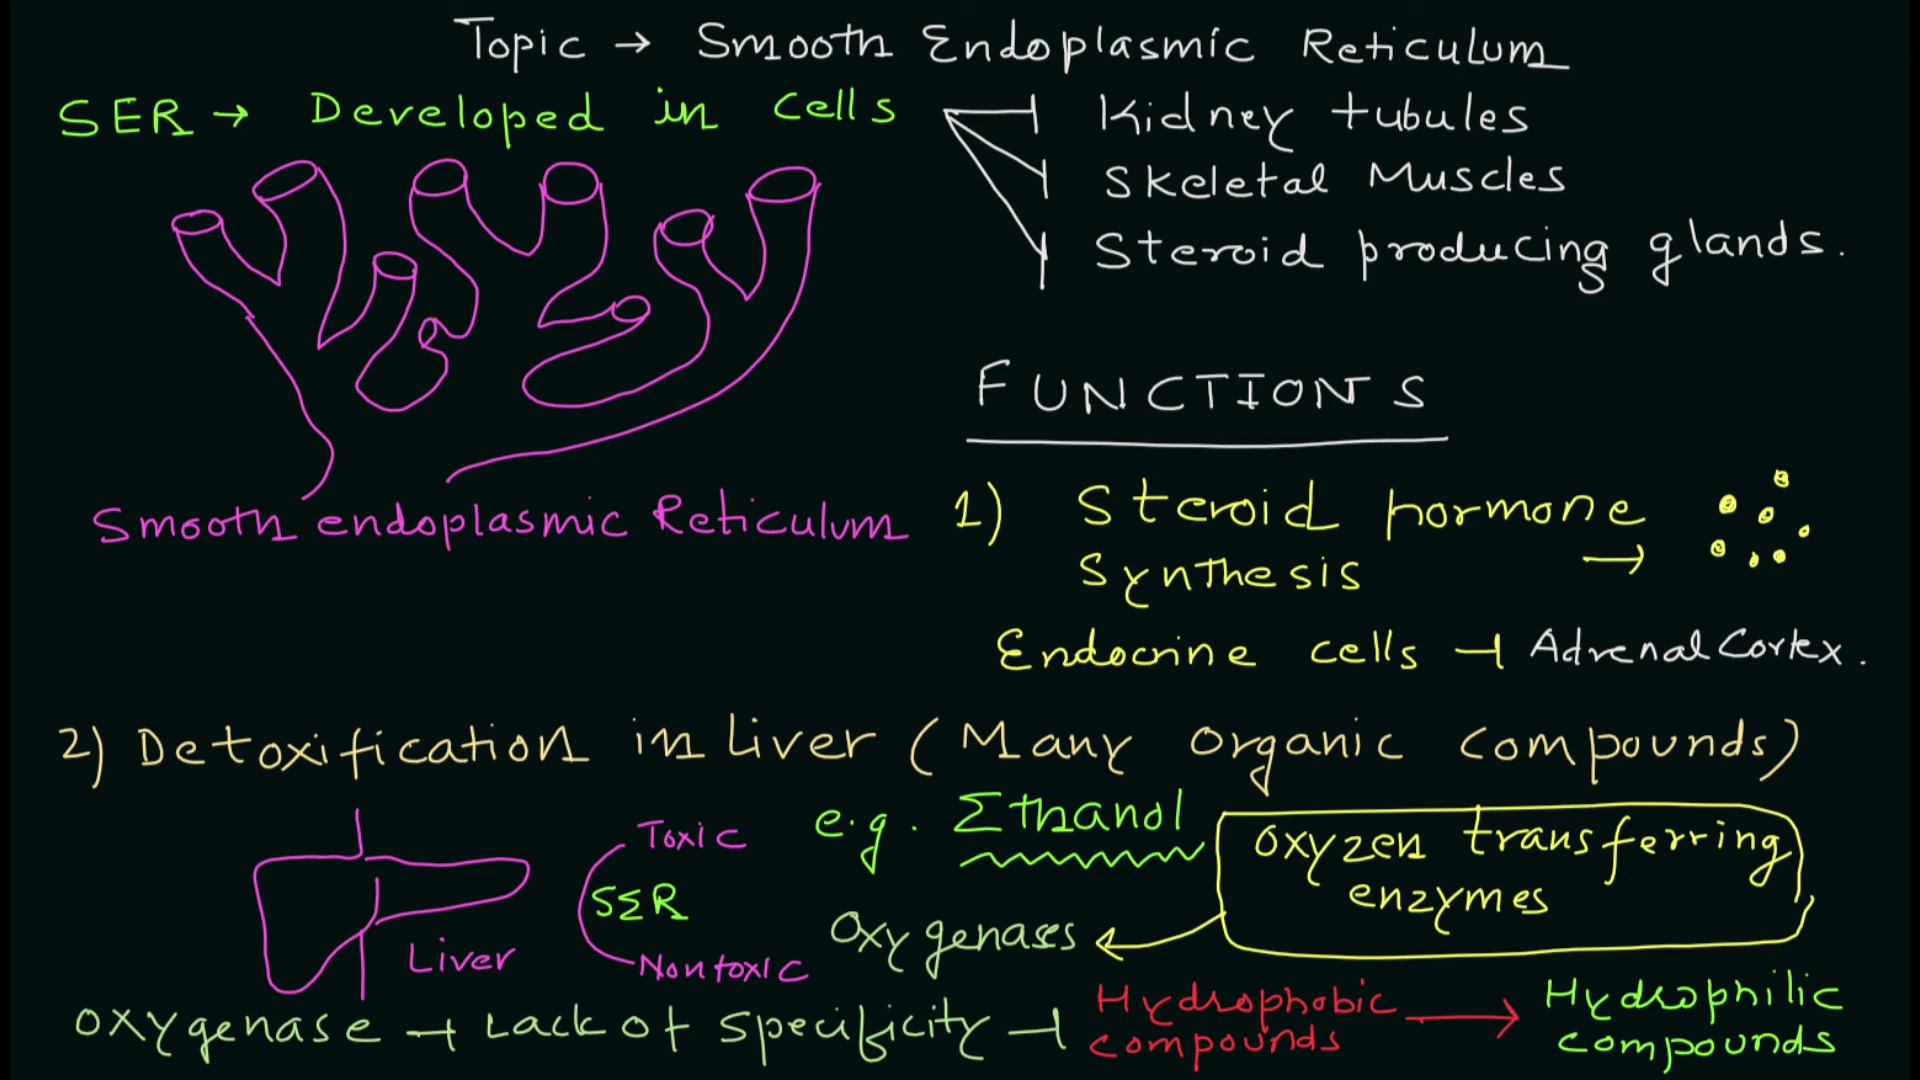 Topic → Smooth Endoplasmic Reticulum
SER → Developed in cells
Kidney tubules
Skeletal Muscles
Steroid producing glands.
Smooth endoplasmic Reticulum
FUNCTIONS
1) Steroid hormone →
Synthesis
Endocrine cells → Adrenal Cortex.
2) Detoxification in Liver (Many organic compounds)
e.g. Ethanol
Toxic
SER
Nontoxic
Liver
oxyzen transferring
enzymes
Oxygenases ←
oxygenase → Lack of specificity →
Hydrophobic
compounds
→
Hydrophilic
compounds